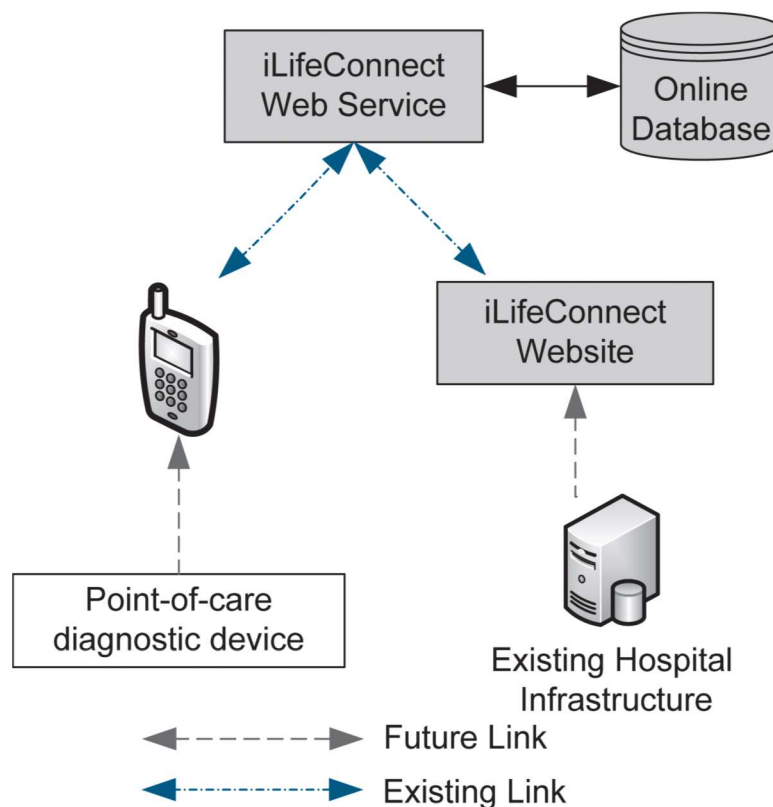 iLifeConnect
Web Service
Online
Database
iLifeConnect
Website
Point-of-care
diagnostic device
Existing Hospital
Infrastructure
Future Link
Existing Link